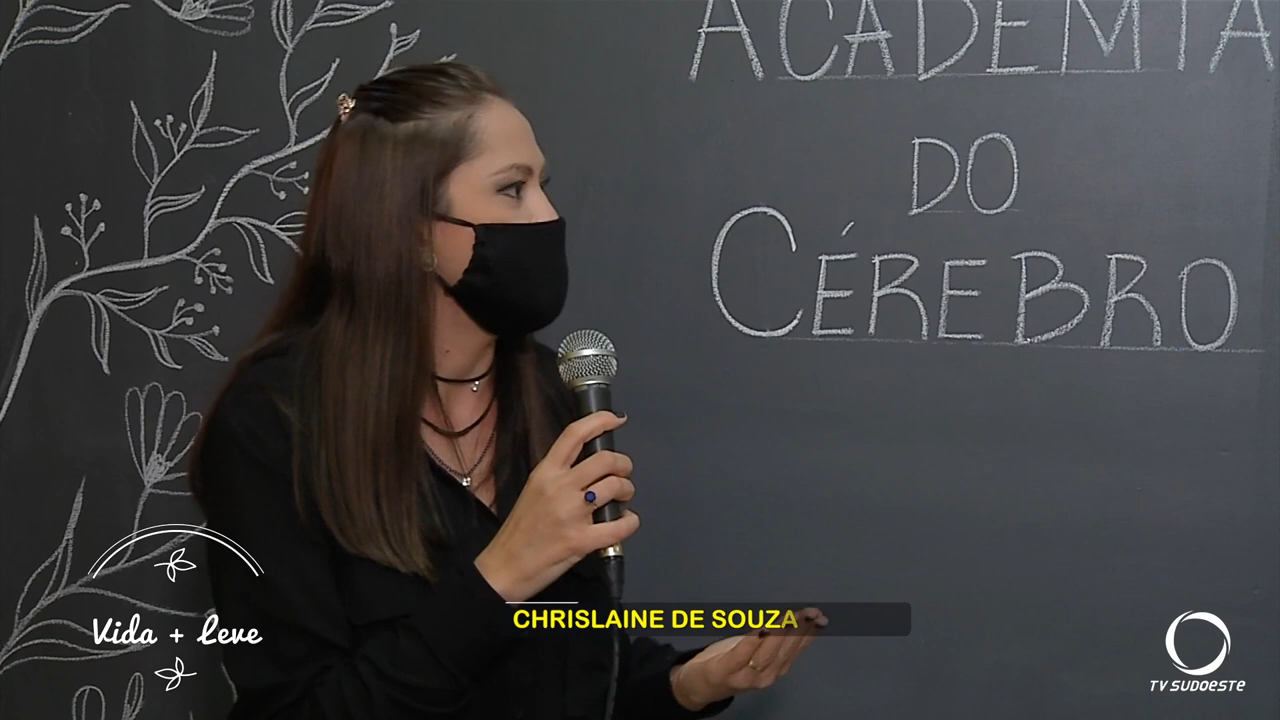 ACADEMIA
DO
CÉREBRO
CHRISLAINE DE SOUZA
Vida + Leve
TV SUDOESTE